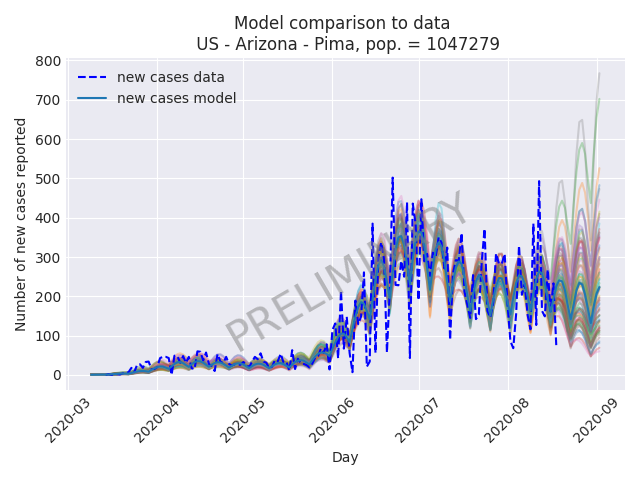 Model comparison to data
US - Arizona - Pima, pop. = 1047279
new cases data
new cases model
PRELIMINARY
Number of new cases reported
800
700
600
500
400
300
200
100
0
2020-03
2020-04
2020-05
2020-06
2020-07
2020-08
2020-09
Day